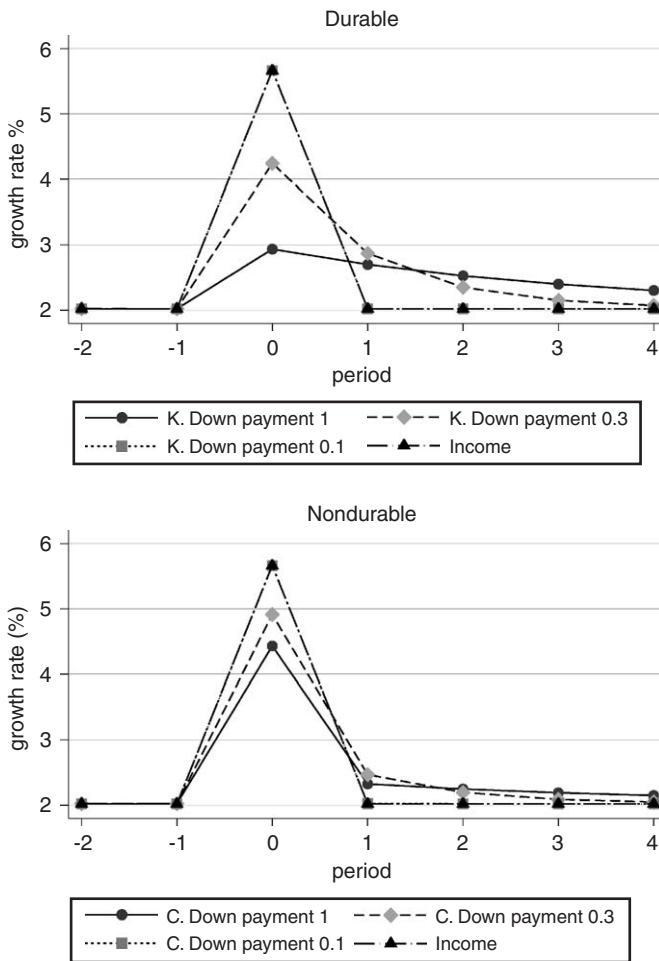 Durable
6
5
4
3
2
growth rate %
-2 -1 0 1 2 3 4
period
K. Down payment 1 K. Down payment 0.3
K. Down payment 0.1 Income
Nondurable
6
5
4
3
2
growth rate (%)
-2 -1 0 1 2 3 4
period
C. Down payment 1 C. Down payment 0.3
C. Down payment 0.1 Income